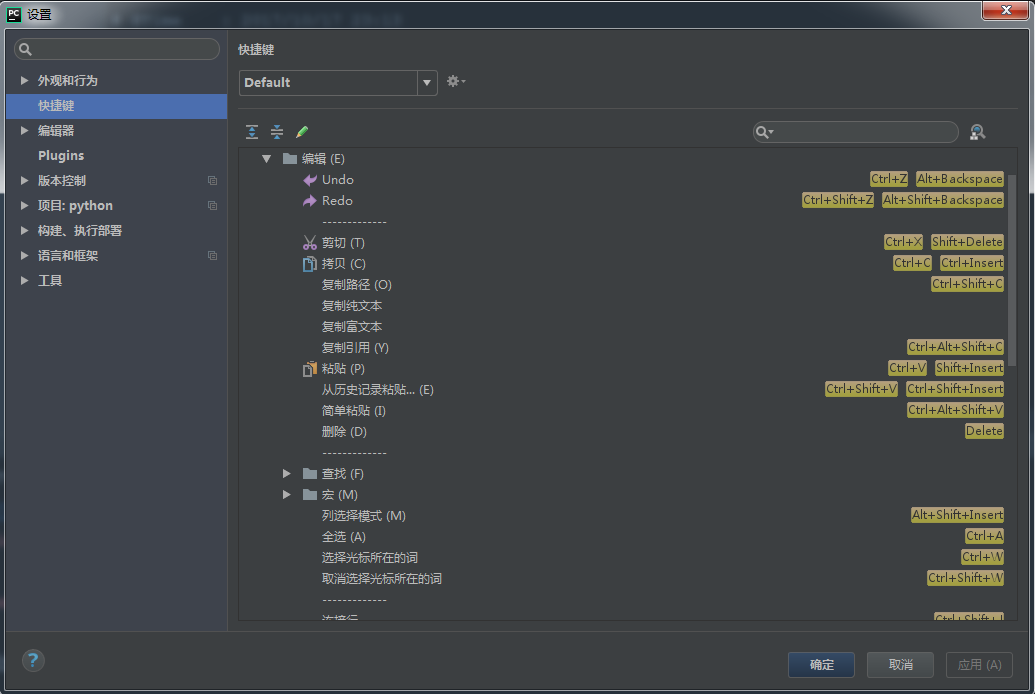 PC 设置
外观和行为
快捷键
编辑器
Plugins
版本控制
项目: python
构建、执行部署
语言和框架
工具
快捷键
Default
编辑 (E)
Undo Ctrl+Z Alt+Backspace
Redo Ctrl+Shift+Z Alt+Shift+Backspace
-------------
剪切 (T) Ctrl+X Shift+Delete
拷贝 (C) Ctrl+C Ctrl+Insert
复制路径 (O) Ctrl+Shift+C
复制纯文本
复制富文本
复制引用 (Y) Ctrl+Alt+Shift+C
粘贴 (P) Ctrl+V Shift+Insert
从历史记录粘贴... (E) Ctrl+Shift+V Ctrl+Shift+Insert
简单粘贴 (I) Ctrl+Alt+Shift+V
删除 (D) Delete
-------------
查找 (F)
宏 (M)
列选择模式 (M) Alt+Shift+Insert
全选 (A) Ctrl+A
选择光标所在的词 Ctrl+W
取消选择光标所在的词 Ctrl+Shift+W
-------------
连接行 Ctrl+Shift+J
?
确定 取消 应用 (A)